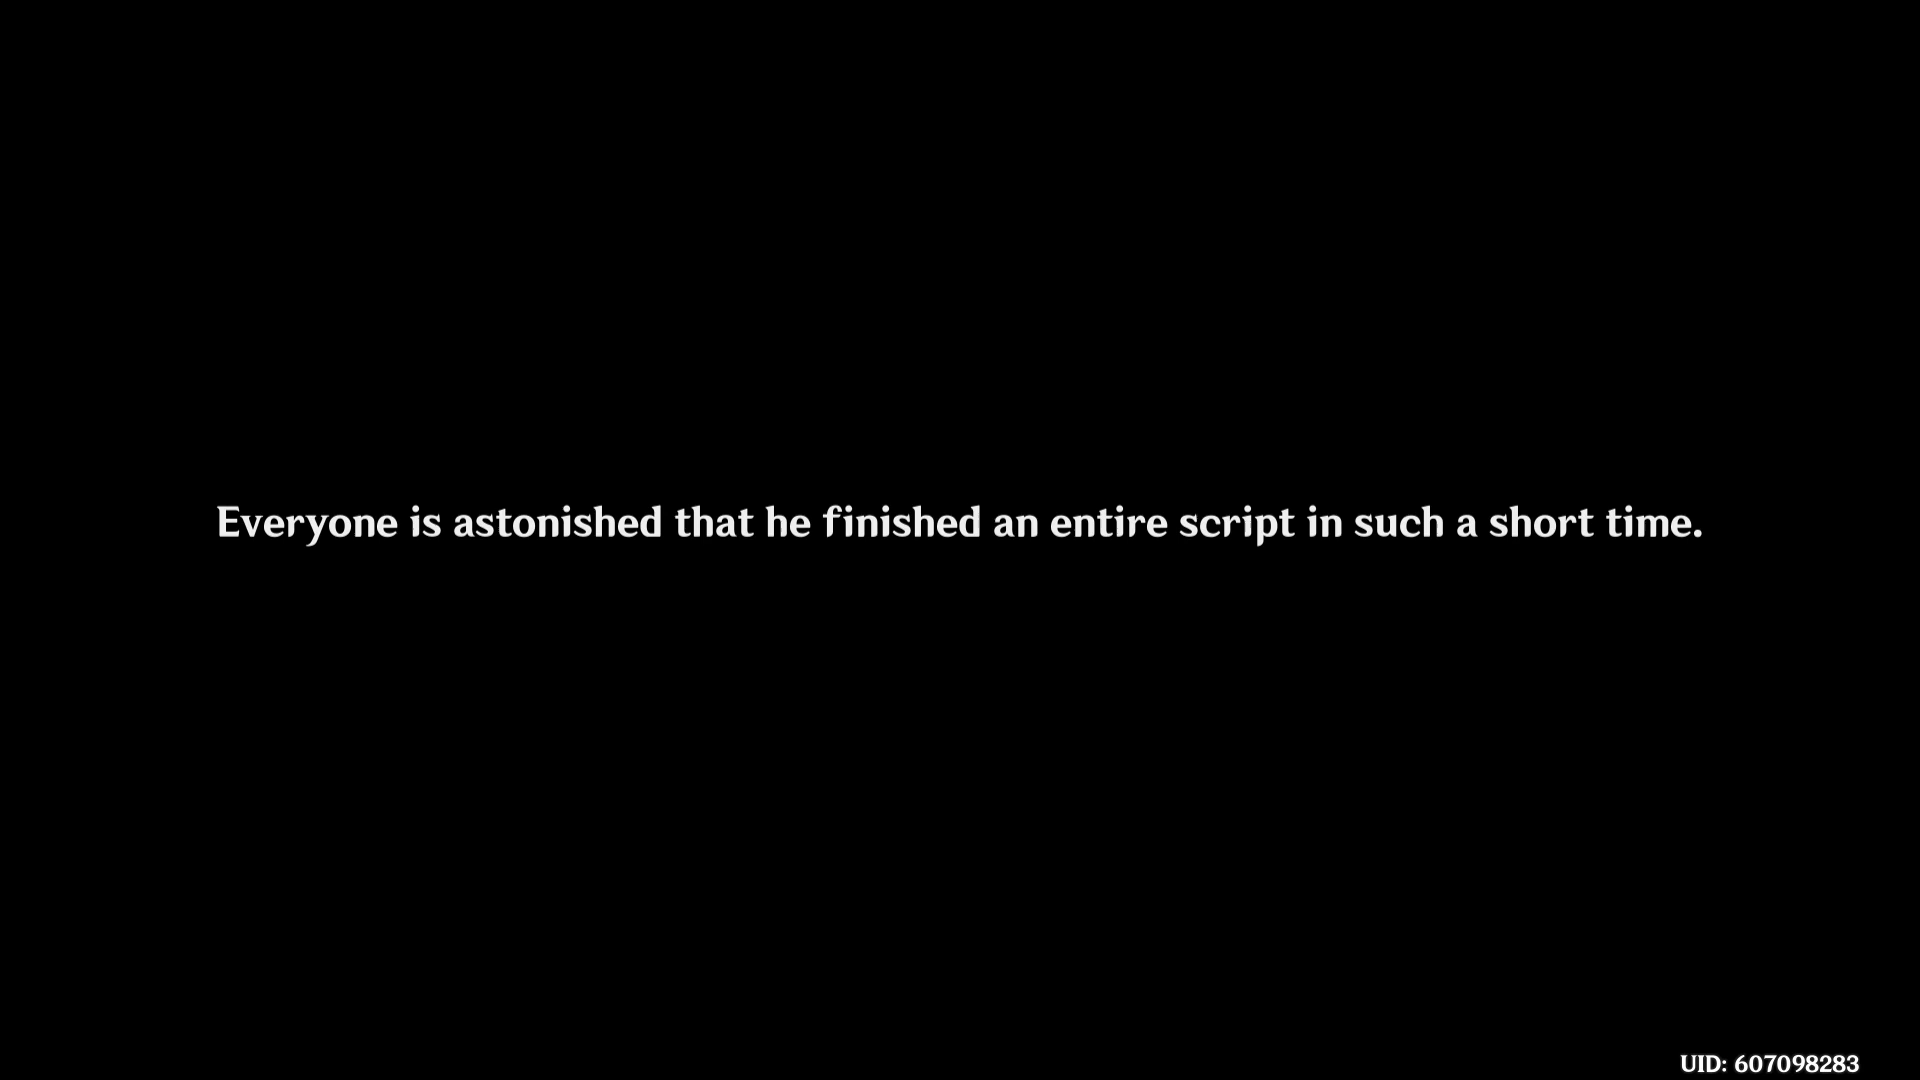 Everyone is astonished that he finished an entire script in such a short time.
UID: 607098283